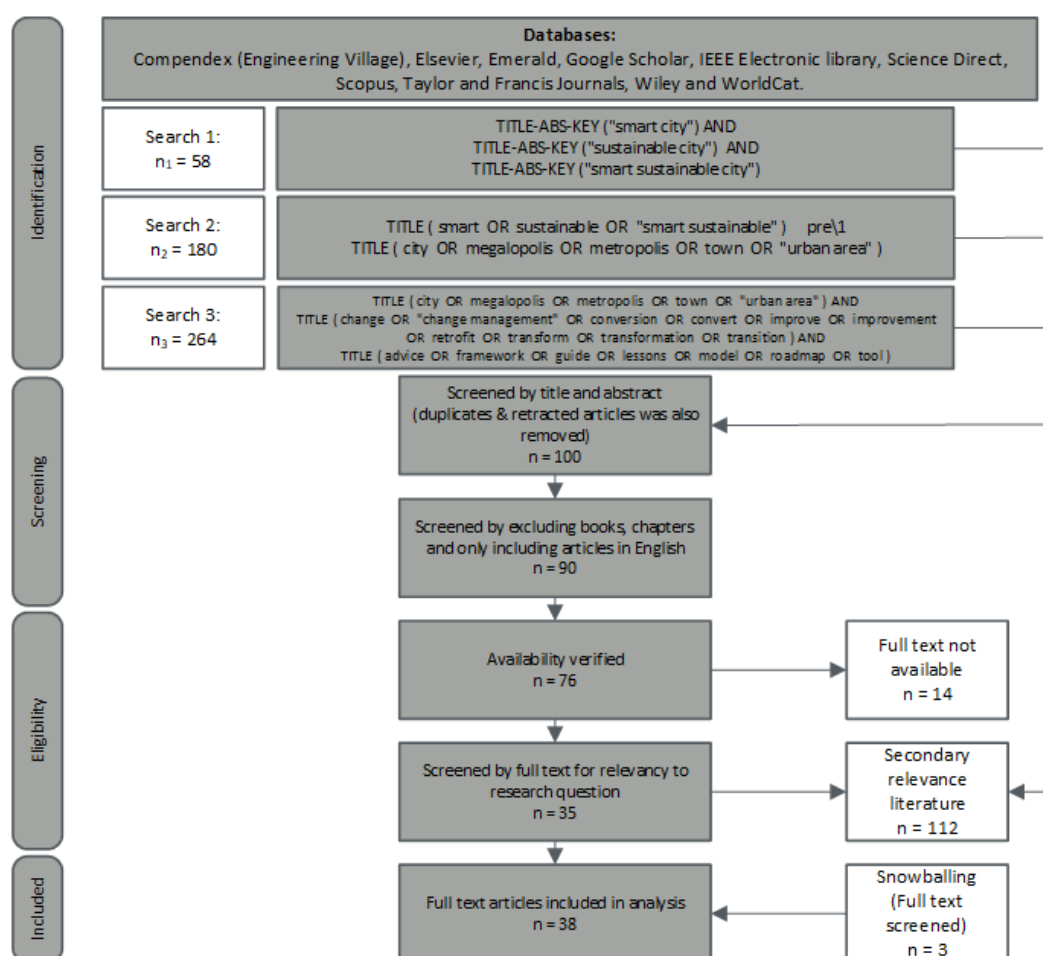 Identification
Databases:
Compendex (Engineering Village), Elsevier, Emerald, Google Scholar, IEEE Electronic library, Science Direct,
Scopus, Taylor and Francis Journals, Wiley and WorldCat.
Search 1:
n₁ = 58
TITLE-ABS-KEY ("smart city") AND
TITLE-ABS-KEY ("sustainable city") AND
TITLE-ABS-KEY ("smart sustainable city")
Search 2:
n₂ = 180
TITLE ( smart OR sustainable OR "smart sustainable" ) pre\1
TITLE ( city OR megalopolis OR metropolis OR town OR "urban area" )
Search 3:
n₃ = 264
TITLE ( city OR megalopolis OR metropolis OR town OR "urban area" ) AND
TITLE ( change OR "change management" OR conversion OR convert OR improve OR improvement
OR retrofit OR transform OR transformation OR transition ) AND
TITLE ( advice OR framework OR guide OR lessons OR model OR roadmap OR tool )
Screening
Screened by title and abstract
(duplicates & retracted articles was also
removed)
n = 100
Screened by excluding books, chapters
and only including articles in English
n = 90
Eligibility
Availability verified
n = 76
Full text not
available
n = 14
Screened by full text for relevancy to
research question
n = 35
Secondary
relevance
literature
n = 112
Included
Full text articles included in analysis
n = 38
Snowballing
(Full text
screened)
n = 3